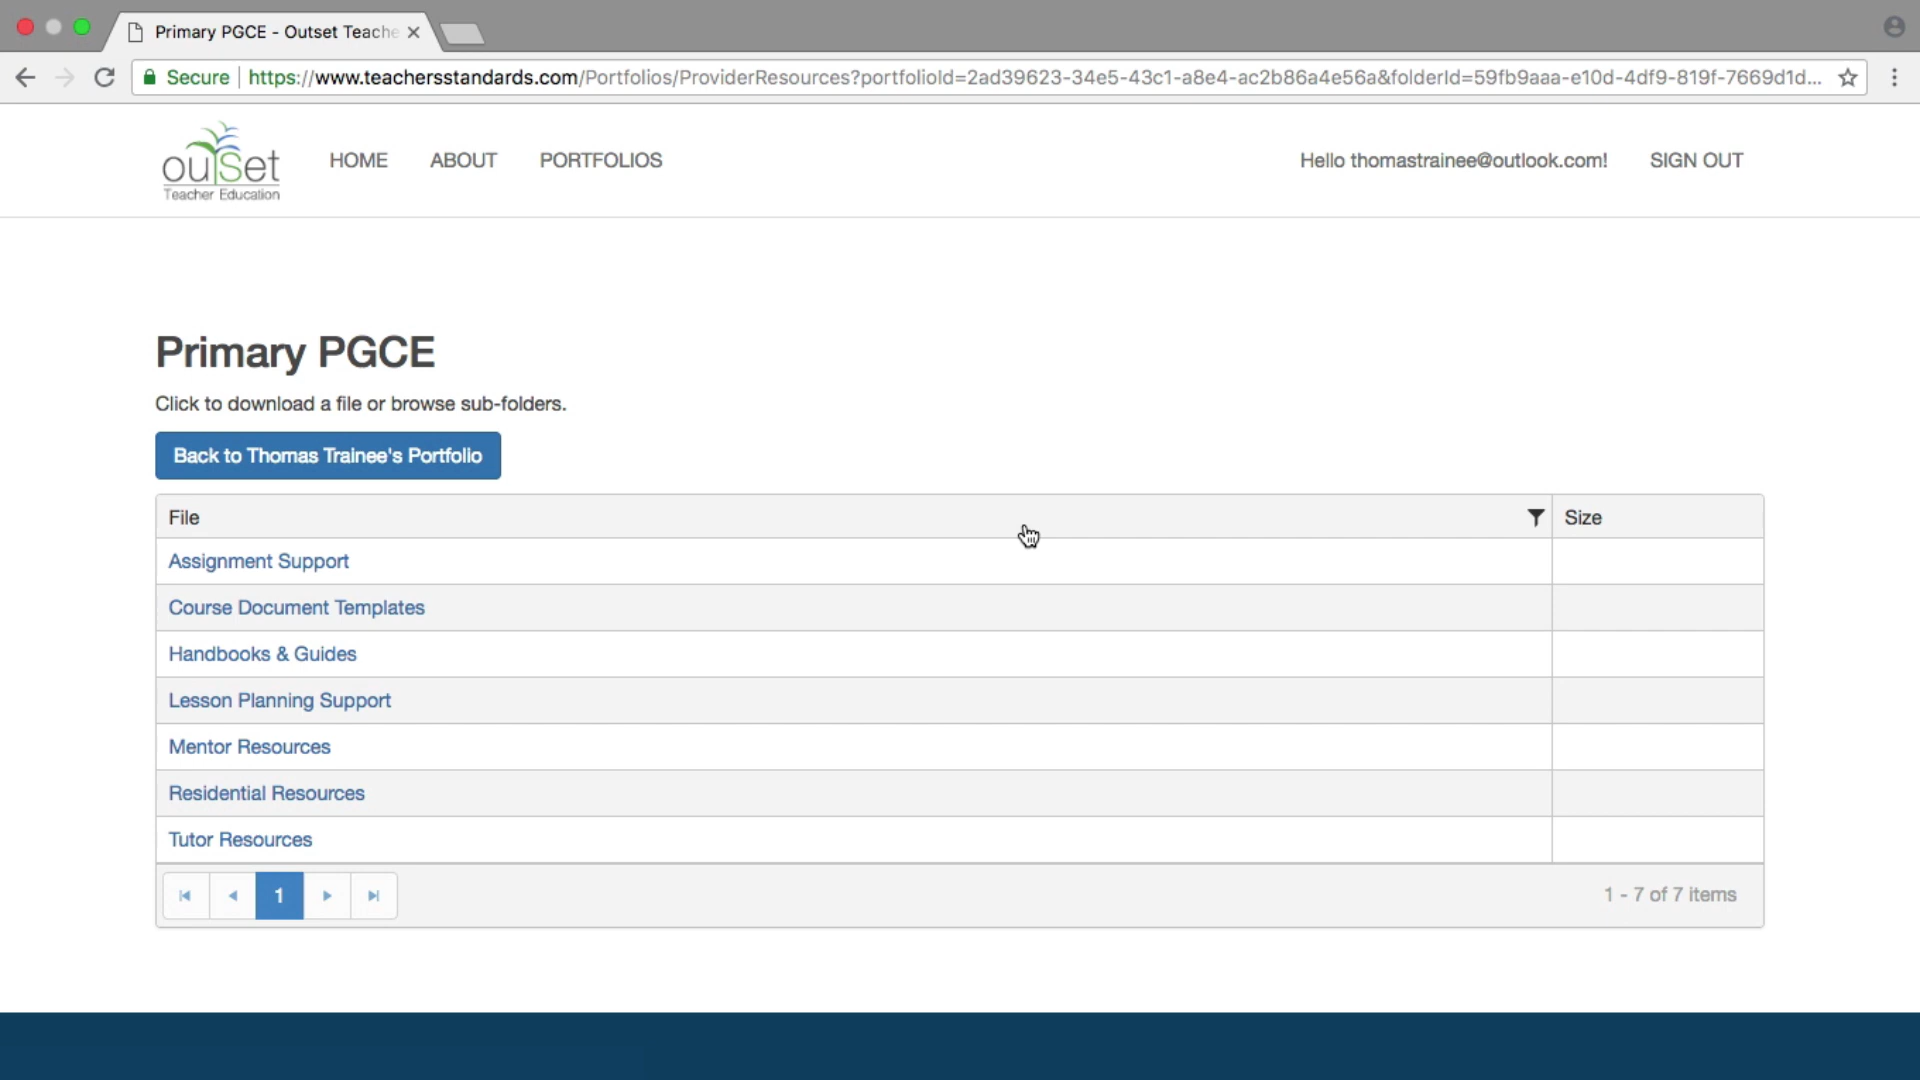 Primary PGCE - Outset Teache
Secure
https://www.teachersstandards.com/Portfolios/ProviderResources?portfolioId=2ad39623-34e5-43c1-a8e4-ac2b86a4e56a&folderId=59fb9aaa-e10d-4df9-819f-7669d1d...
outset
Teacher Education
HOME
ABOUT
PORTFOLIOS
Hello thomastrainee@outlook.com!
SIGN OUT
Primary PGCE
Click to download a file or browse sub-folders.
Back to Thomas Trainee's Portfolio
File
Size
Assignment Support
Course Document Templates
Handbooks & Guides
Lesson Planning Support
Mentor Resources
Residential Resources
Tutor Resources
1
1 - 7 of 7 items